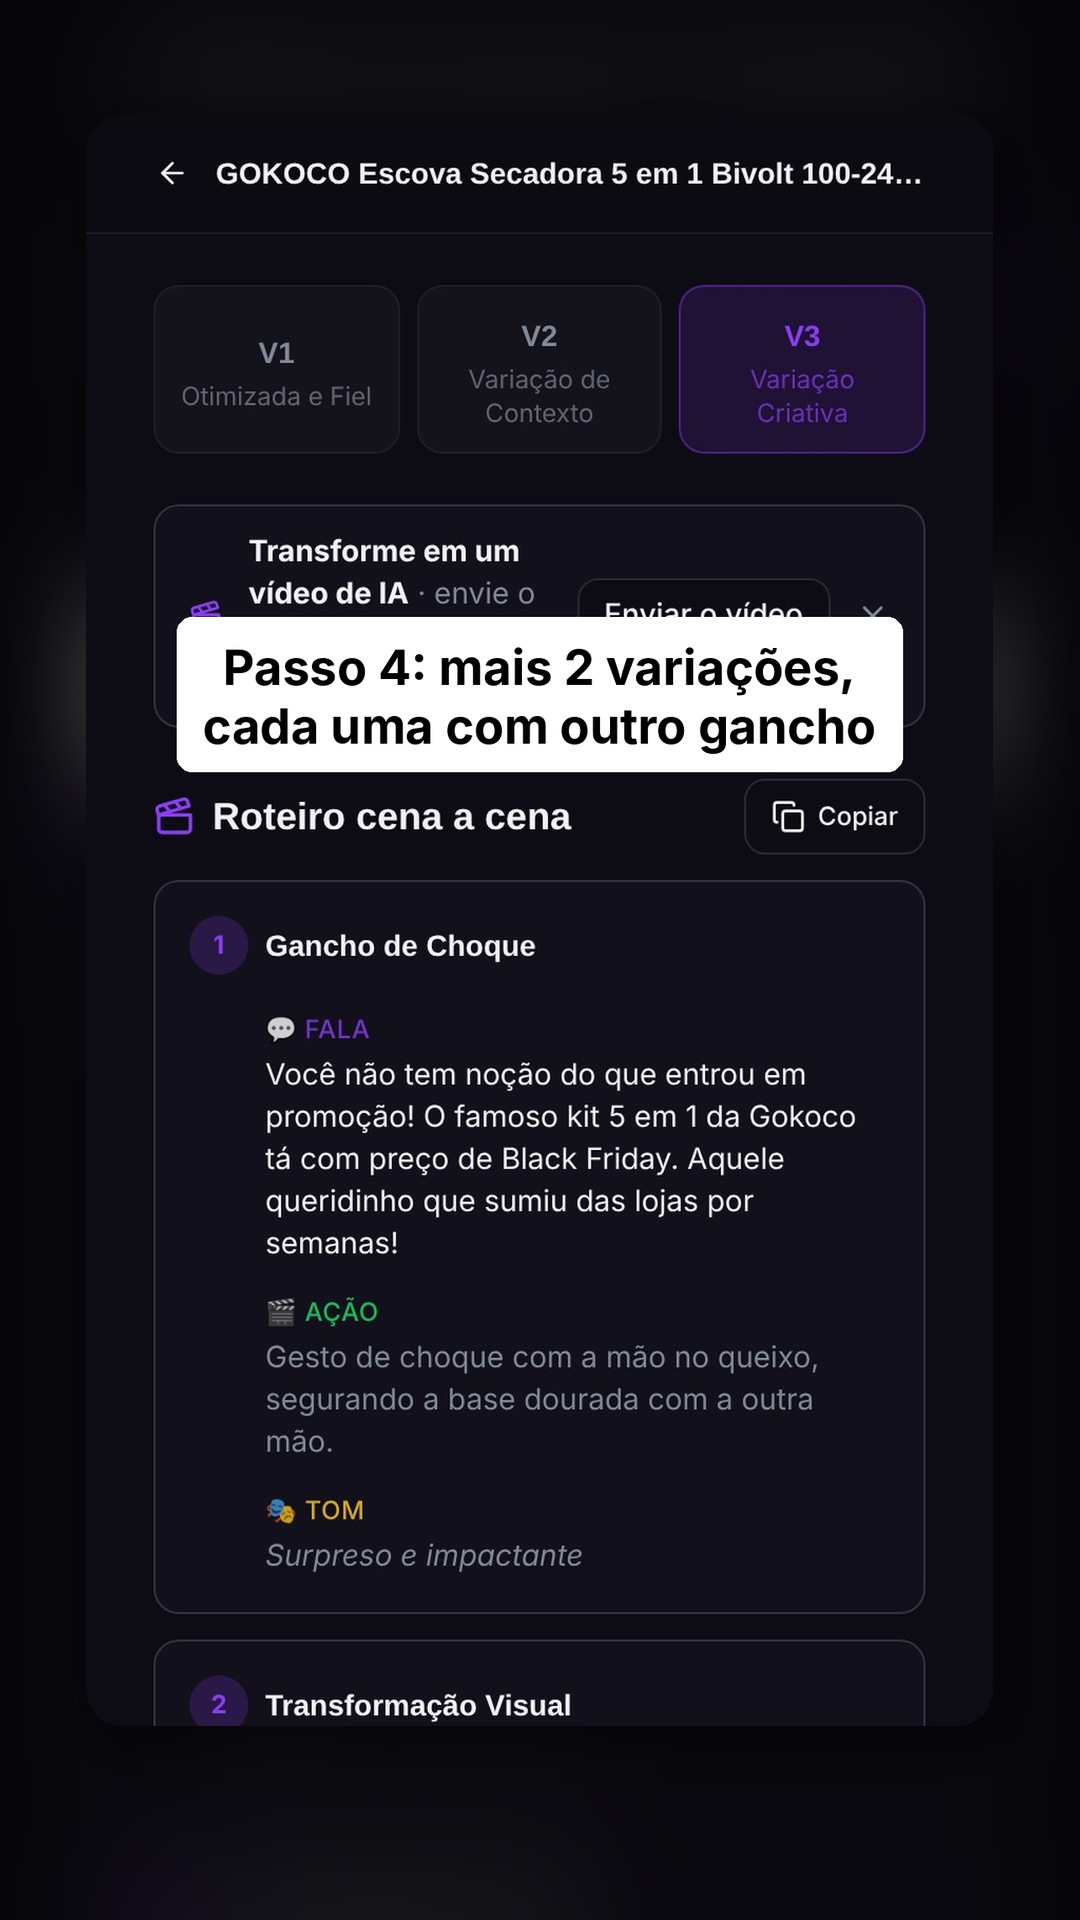 GOKOCO Escova Secadora 5 em 1 Bivolt 100-24...
V1
Otimizada e Fiel
V2
Variação de
Contexto
V3
Variação
Criativa
Transforme em um
vídeo de IA · envie o
Enviar o vídeo
Passo 4: mais 2 variações,
cada uma com outro gancho
Roteiro cena a cena
Copiar
1
Gancho de Choque
💬 FALA
Você não tem noção do que entrou em
promoção! O famoso kit 5 em 1 da Gokoco
tá com preço de Black Friday. Aquele
queridinho que sumiu das lojas por
semanas!
🎬 AÇÃO
Gesto de choque com a mão no queixo,
segurando a base dourada com a outra
mão.
🎭 TOM
Surpreso e impactante
2
Transformação Visual